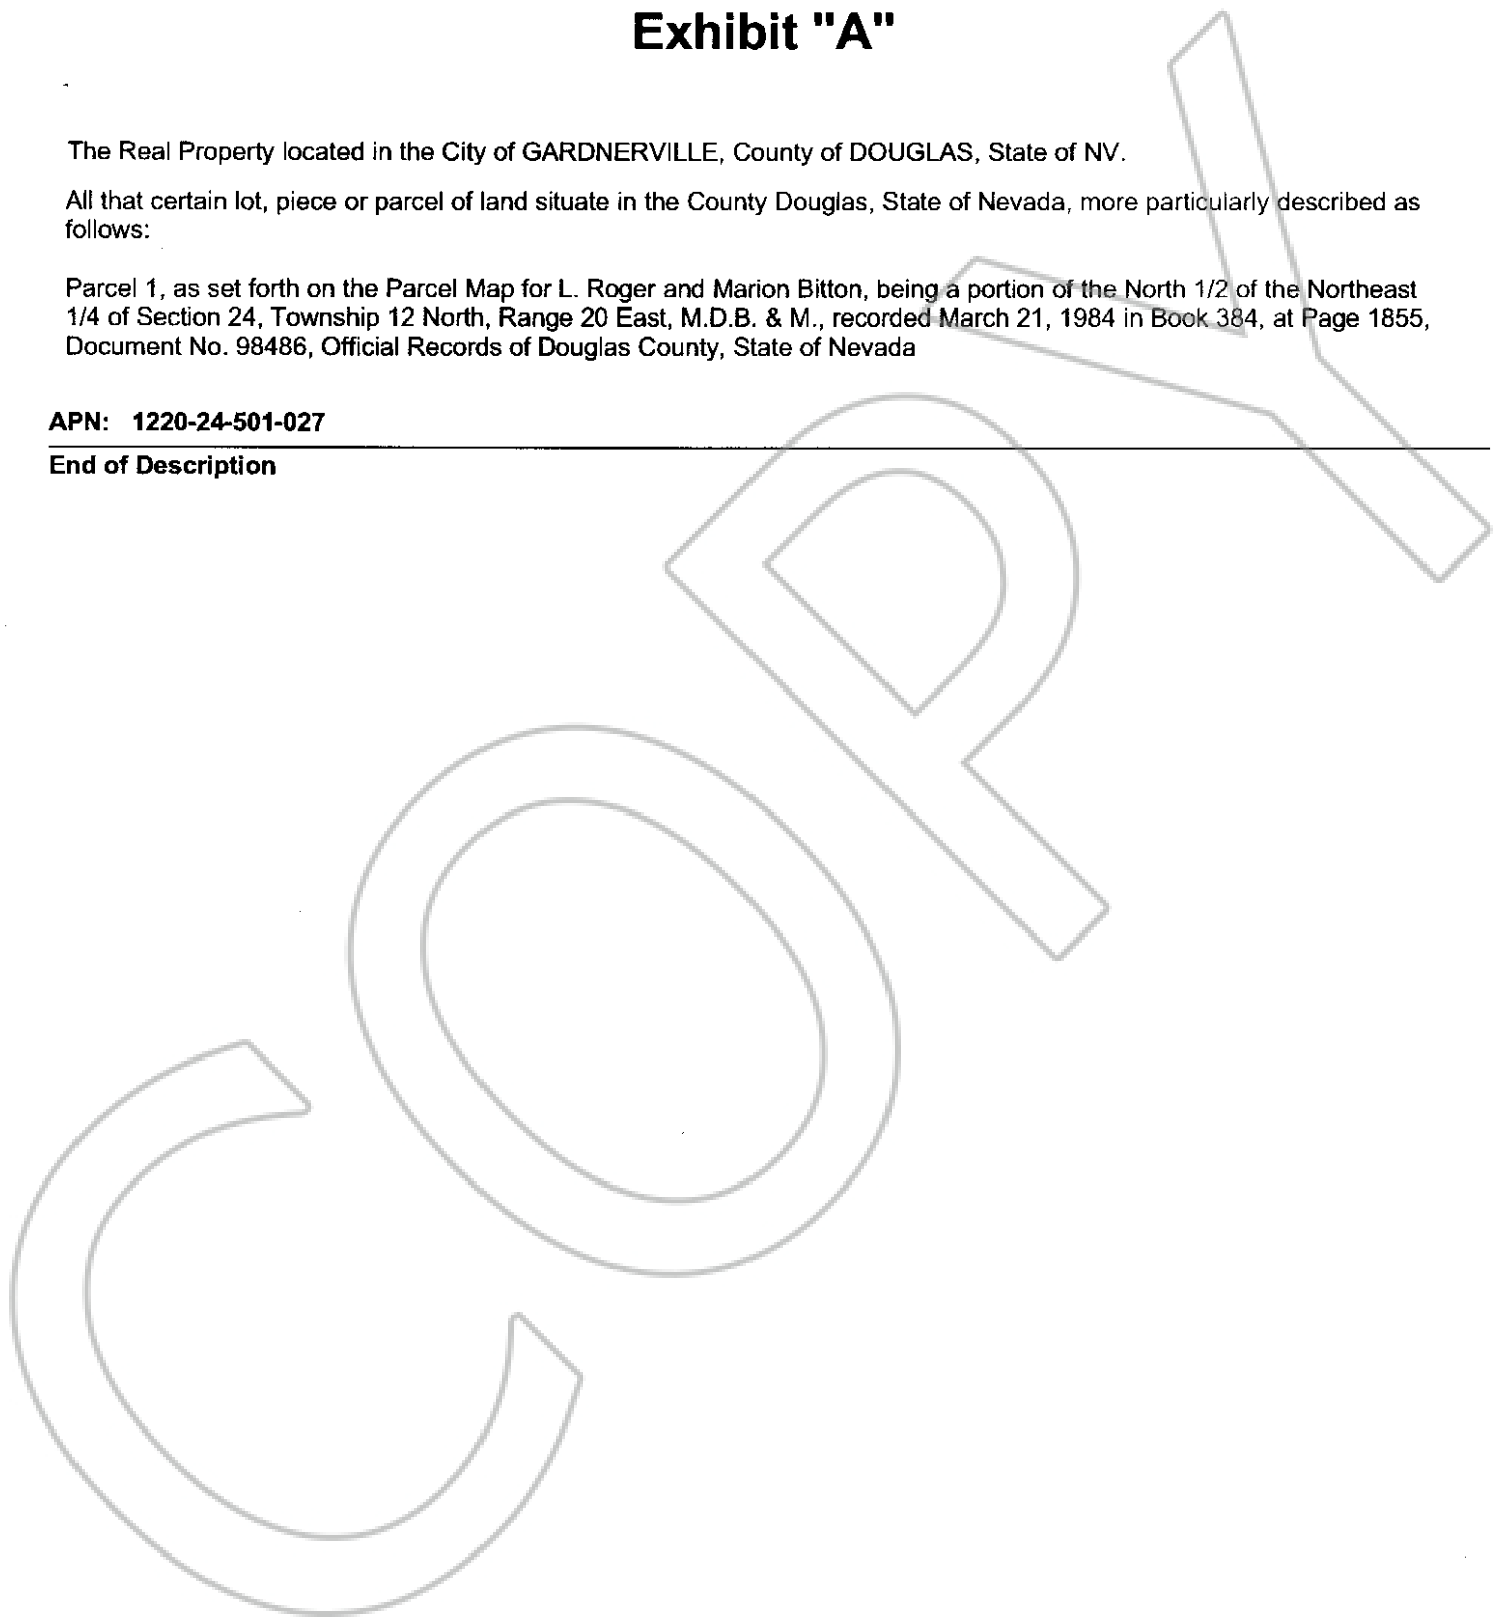 Exhibit "A"
The Real Property located in the City of GARDNERVILLE, County of DOUGLAS, State of NV.
All that certain lot, piece or parcel of land situate in the County Douglas, State of Nevada, more particularly described as
follows:
Parcel 1, as set forth on the Parcel Map for L. Roger and Marion Bitton, being a portion of the North 1/2 of the Northeast
1/4 of Section 24, Township 12 North, Range 20 East, M.D.B. & M., recorded March 21, 1984 in Book 384, at Page 1855,
Document No. 98486, Official Records of Douglas County, State of Nevada
APN: 1220-24-501-027
End of Description
COPY